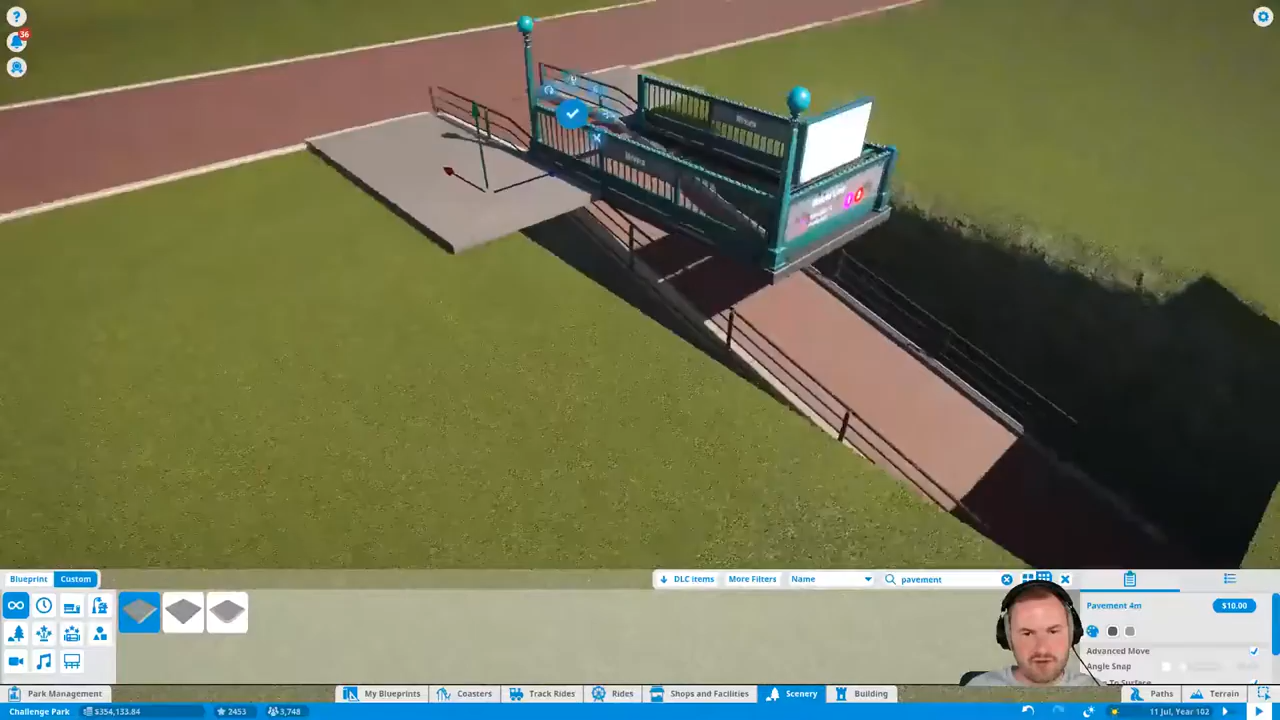 ?
36
Blueprint
Custom
DLC items
More Filters
Name
pavement
Pavement 4m
$10.00
Advanced Move
Angle Snap
Park Management
My Blueprints
Coasters
Track Rides
Rides
Shops and Facilities
Scenery
Building
Paths
Terrain
Challenge Park
$354,133.84
2453
3,748
11 Jul, Year 102